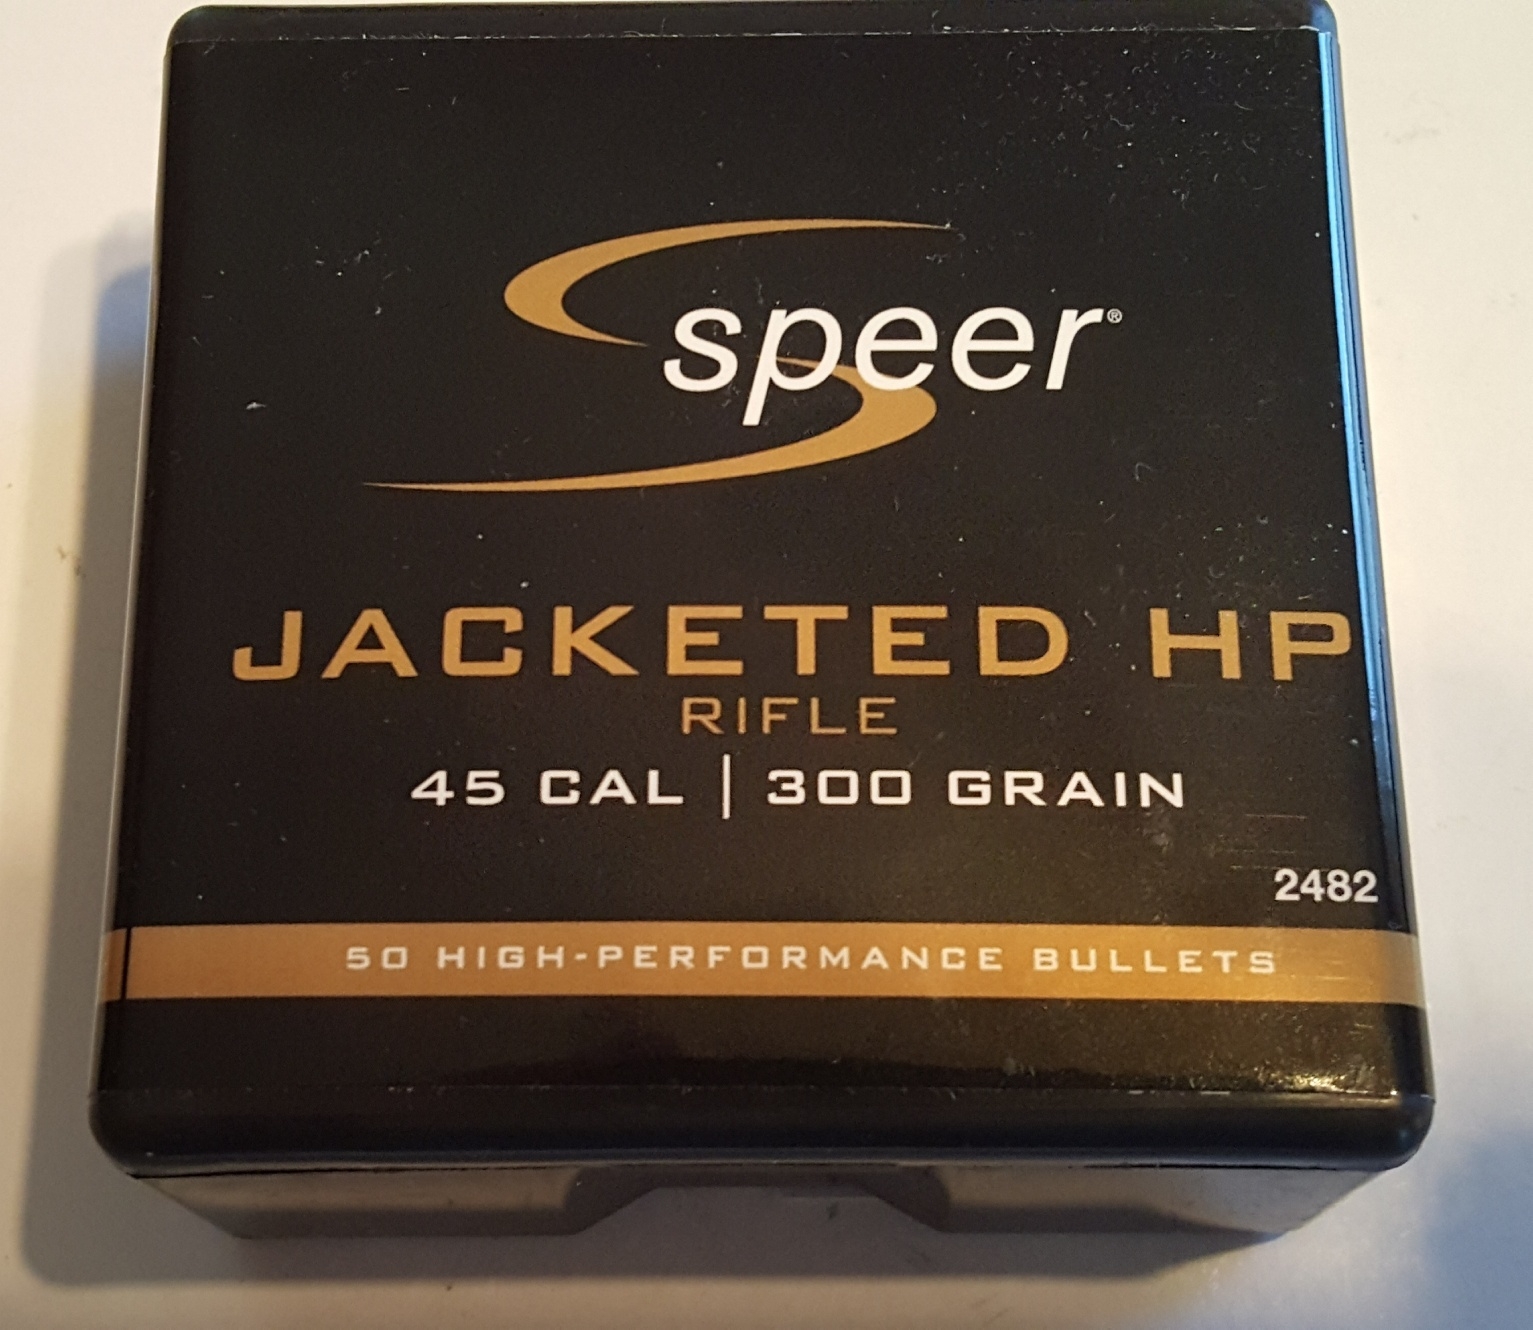 speer®
JACKETED HP
RIFLE
45 CAL | 300 GRAIN
2482
50 HIGH-PERFORMANCE BULLETS